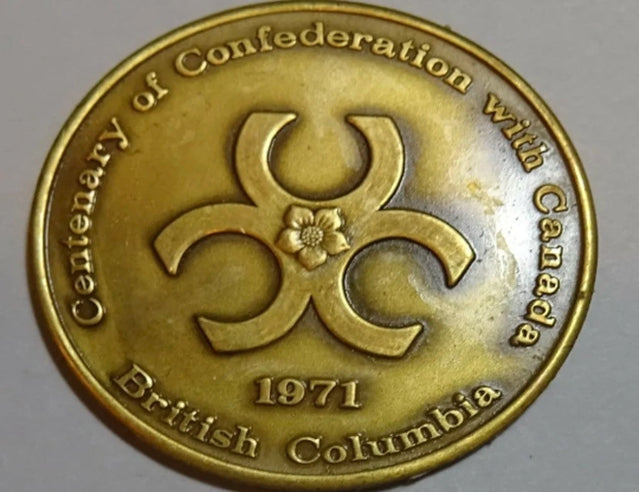 Centenary of Confederation with Canada
1971
British Columbia